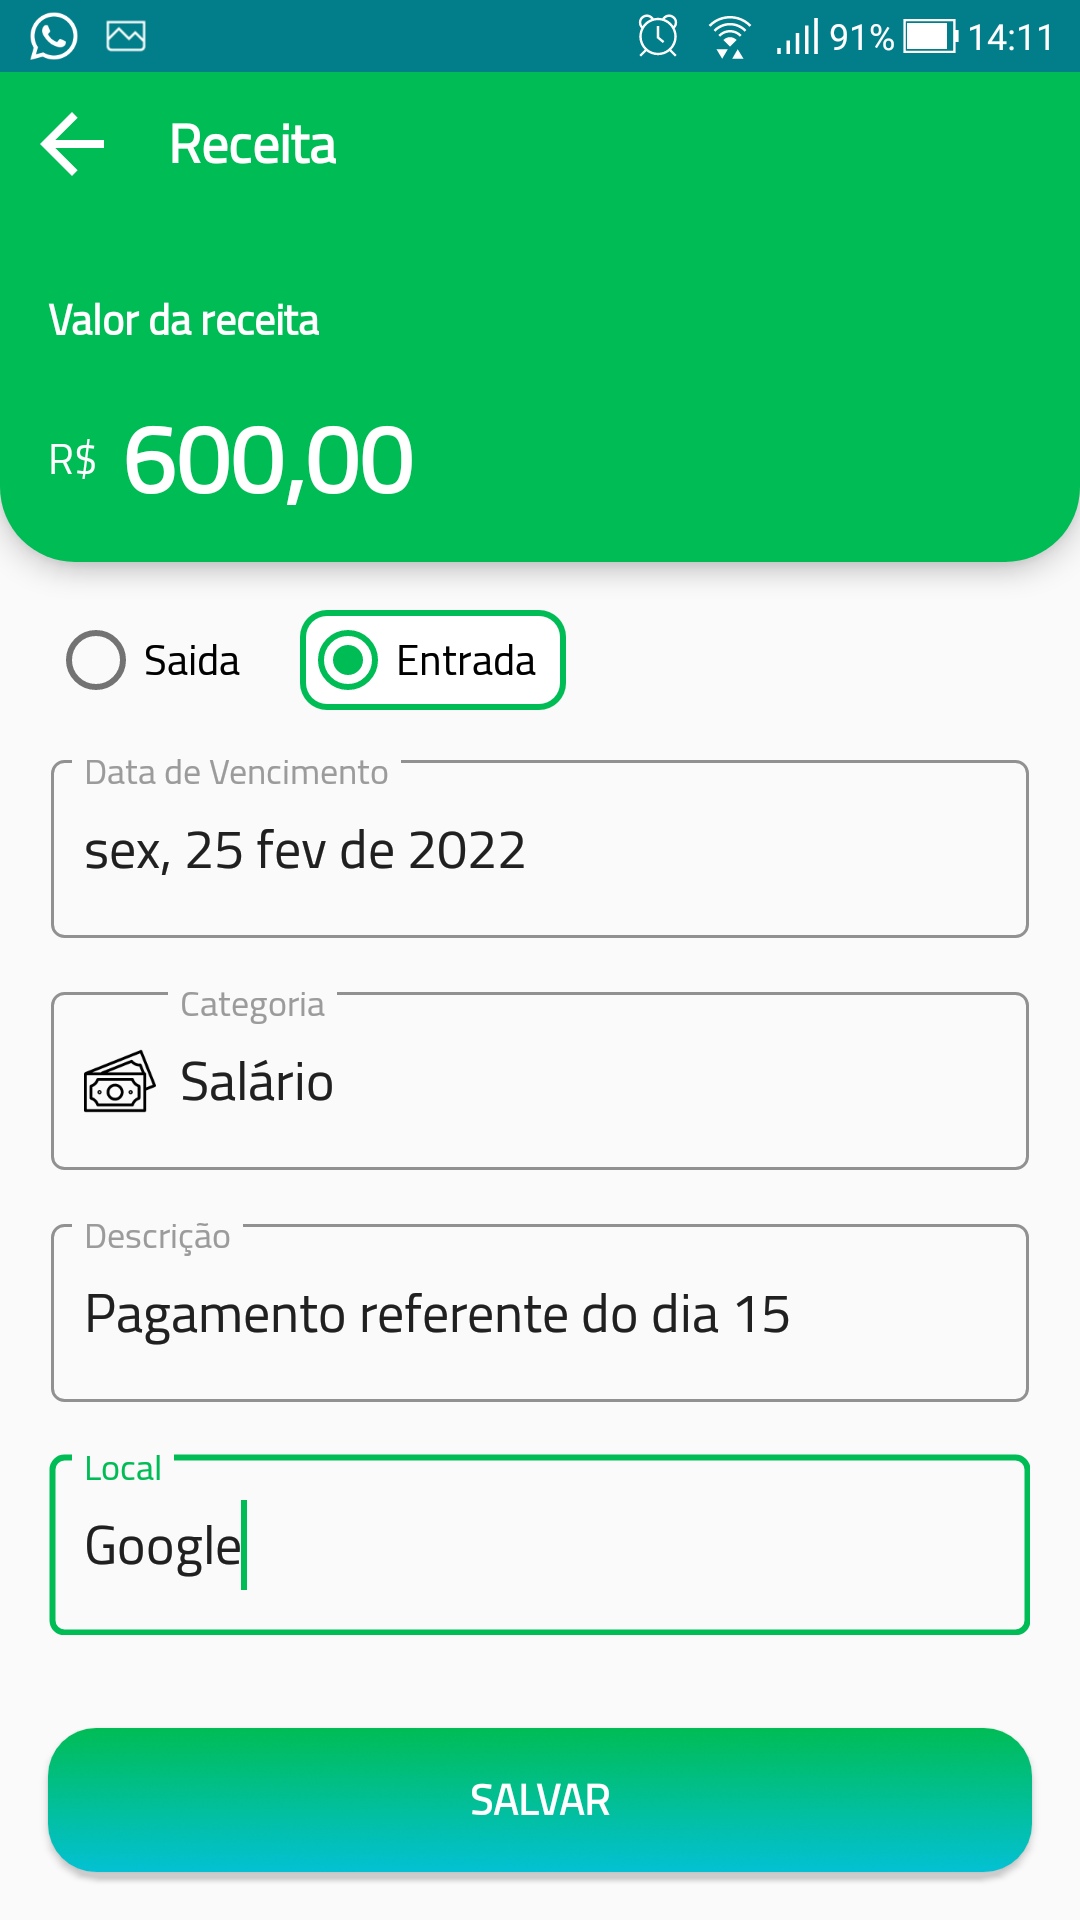 91% 14:11
Receita
Valor da receita
R$ 600,00
Saida Entrada
Data de Vencimento
sex, 25 fev de 2022
Categoria
Salário
Descrição
Pagamento referente do dia 15
Local
Google
SALVAR